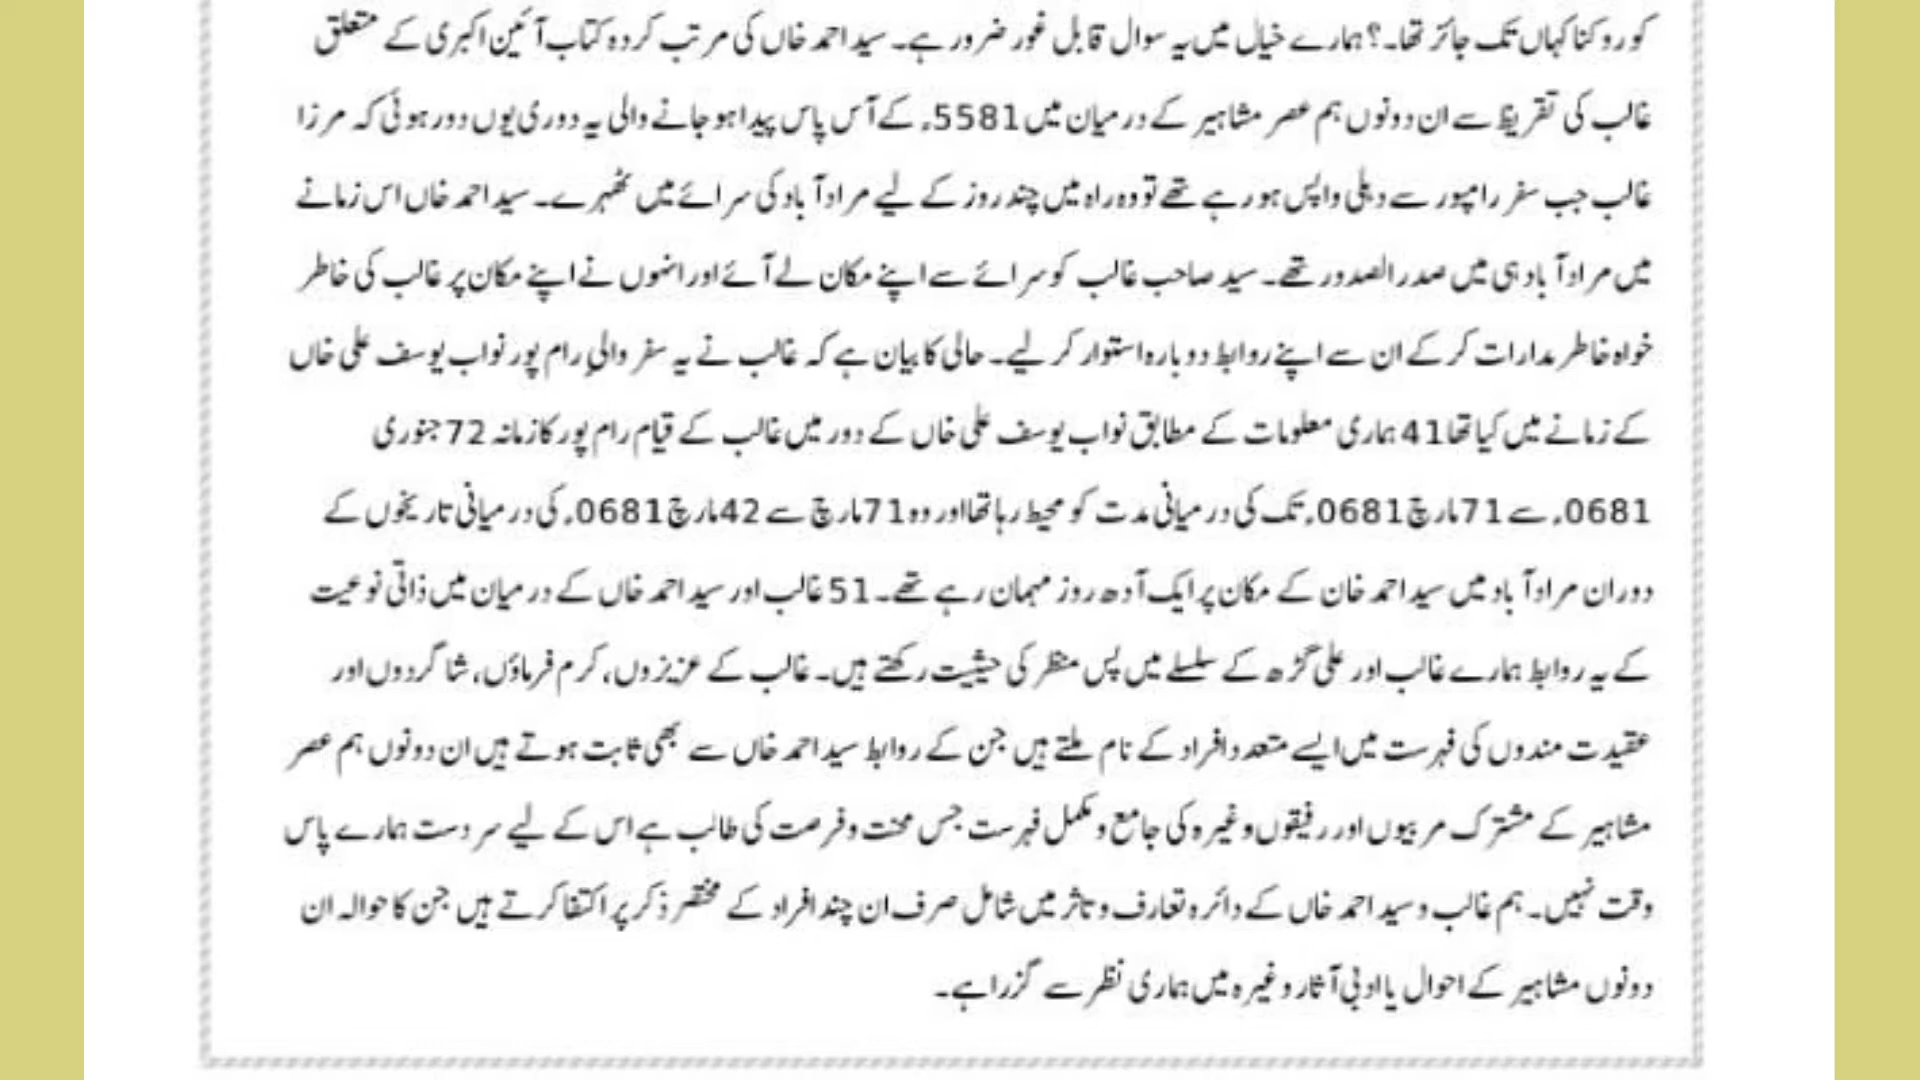 کو روکنا کہاں تک جائز تھا۔؟ ہمارے خیال میں یہ سوال قابل غور ضرور ہے۔ سید احمد خاں کی مرتب کردہ کتاب آئین اکبری کے متعلق
غالب کی تقریظ سے ان دونوں ہم عصر مشاہیر کے درمیان میں 5581ء کے آس پاس پیدا ہو جانے والی یہ دوری یوں دور ہوئی کہ مرزا
غالب جب سفر رامپور سے دہلی واپس ہو رہے تھے تو وہ راہ میں چند روز کے لیے مراد آباد کی سرائے میں ٹھہرے۔ سید احمد خاں اس زمانے
میں مراد آباد ہی میں صدر الصدور تھے۔ سید صاحب غالب کو سرائے سے اپنے مکان لے آئے اور انہوں نے اپنے مکان پر غالب کی خاطر
خواہ خاطر مدارات کر کے ان سے اپنے روابط دوبارہ استوار کر لیے۔ حالی کا بیان ہے کہ غالب نے یہ سفر والیِ رام پور نواب یوسف علی خاں
کے زمانے میں کیا تھا 41 ہماری معلومات کے مطابق نواب یوسف علی خاں کے دور میں غالب کے قیام رام پور کا زمانہ 72 جنوری
0681ء سے 71 مارچ 0681ء تک کی درمیانی مدت کو محیط رہا تھا اور وہ 71 مارچ سے 42 مارچ 0681ء کی درمیانی تاریخوں کے
دوران مراد آباد میں سید احمد خان کے مکان پر ایک آدھ روز مہمان رہے تھے۔ 51 غالب اور سید احمد خاں کے درمیان میں ذاتی نوعیت
کے یہ روابط ہمارے غالب اور علی گڑھ کے سلسلے میں پس منظر کی حیثیت رکھتے ہیں۔ غالب کے عزیزوں، کرم فرماؤں، شاگردوں اور
عقیدت مندوں کی فہرست میں ایسے متعدد افراد کے نام ملتے ہیں جن کے روابط سید احمد خاں سے بھی ثابت ہوتے ہیں ان دونوں ہم عصر
مشاہیر کے مشترک مربیوں اور رفیقوں وغیرہ کی جامع و مکمل فہرست جس محنت و فرصت کی طالب ہے اس کے لیے سر دست ہمارے پاس
وقت نہیں۔ ہم غالب و سید احمد خاں کے دائرہ تعارف و تاثر میں شامل صرف ان چند افراد کے مختصر ذکر پر اکتفا کرتے ہیں جن کا حوالہ ان
دونوں مشاہیر کے احوال یا ادبی آثار وغیرہ میں ہماری نظر سے گزرا ہے۔